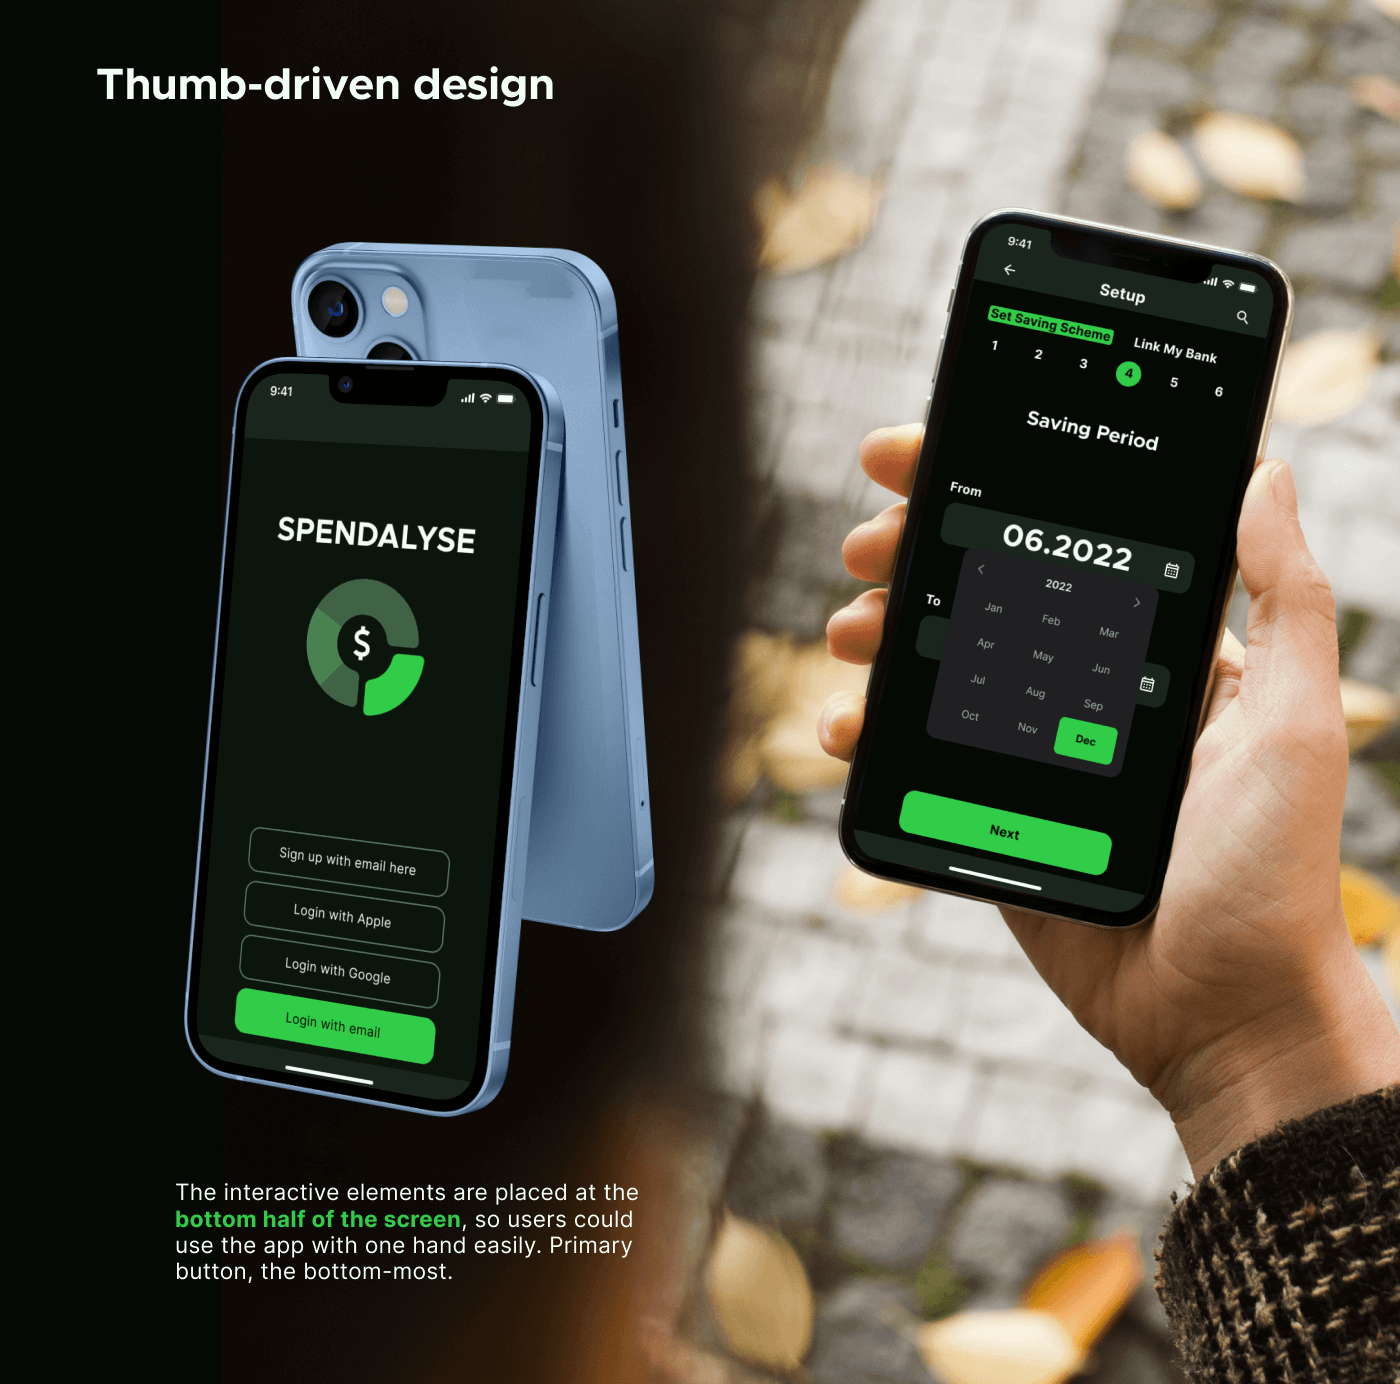 Thumb-driven design
9:41
SPENDALYSE
$
Sign up with email here
Login with Apple
Login with Google
Login with email
The interactive elements are placed at the
bottom half of the screen, so users could
use the app with one hand easily. Primary
button, the bottom-most.
9:41
Setup
Set Saving Scheme Link My Bank
1 2 3 4 5 6
Saving Period
From
06.2022
2022
To
Jan Feb Mar
Apr May Jun
Jul Aug Sep
Oct Nov Dec
Next